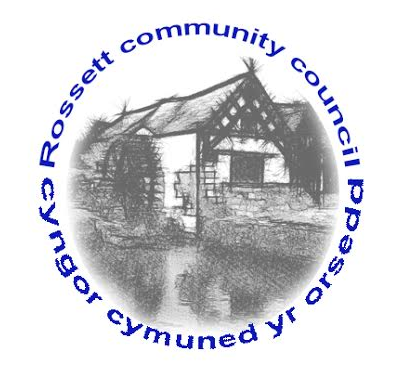 Rossett community council
cyngor cymuned yr orsedd